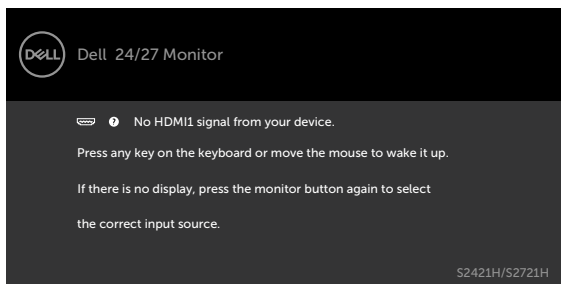 DELL
Dell 24/27 Monitor
No HDMI1 signal from your device.
Press any key on the keyboard or move the mouse to wake it up.
If there is no display, press the monitor button again to select
the correct input source.
S2421H/S2721H